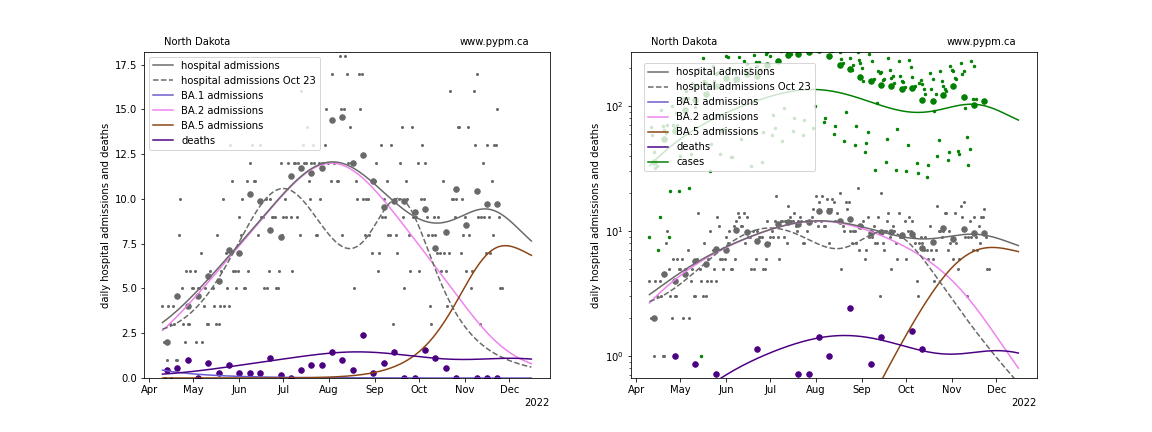 North Dakota
www.pypm.ca
hospital admissions
hospital admissions Oct 23
BA.1 admissions
BA.2 admissions
BA.5 admissions
deaths
17.5
15.0
12.5
10.0
7.5
5.0
2.5
0.0
daily hospital admissions and deaths
Apr May Jun Jul Aug Sep Oct Nov Dec
2022
North Dakota
www.pypm.ca
hospital admissions
hospital admissions Oct 23
BA.1 admissions
BA.2 admissions
BA.5 admissions
deaths
cases
10²
10¹
10⁰
daily hospital admissions and deaths
Apr May Jun Jul Aug Sep Oct Nov Dec
2022